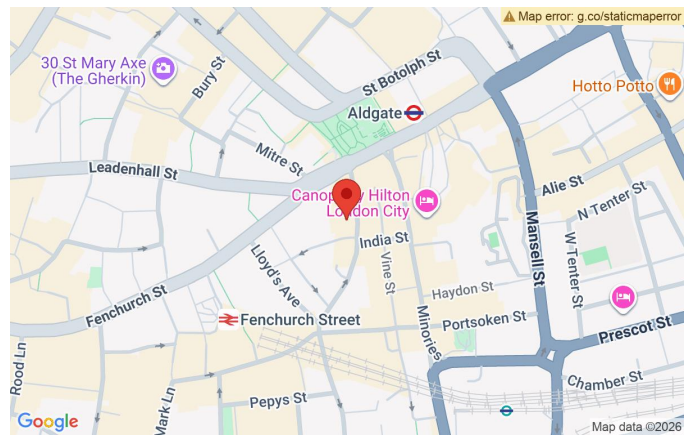 Map error: g.co/staticmaperror
30 St Mary Axe
(The Gherkin)
Bury St
St Botolph St
Hotto Potto
Aldgate
Mitre St
Leadenhall St
Alie St
Canopy Hilton
London City
N Tenter St
Mansell St
India St
W Tenter St
Lloyd's Ave
Vine St
Haydon St
Fenchurch St
Fenchurch Street
Minories
Portsoken St
Prescot St
Rood Ln
Mark Ln
Chamber St
Pepys St
Google
Map data ©2026